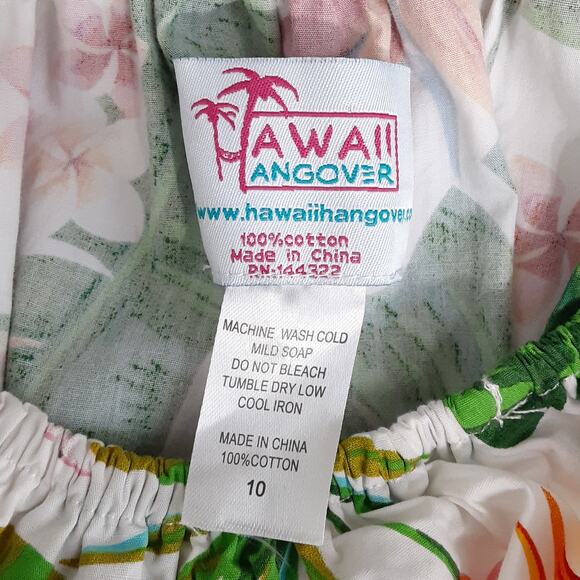 HAWAII
HANGOVER
www.hawaiihangover.co
100%cotton
Made in China
RN-144322
MACHINE WASH COLD
MILD SOAP
DO NOT BLEACH
TUMBLE DRY LOW
COOL IRON
MADE IN CHINA
100%COTTON
10